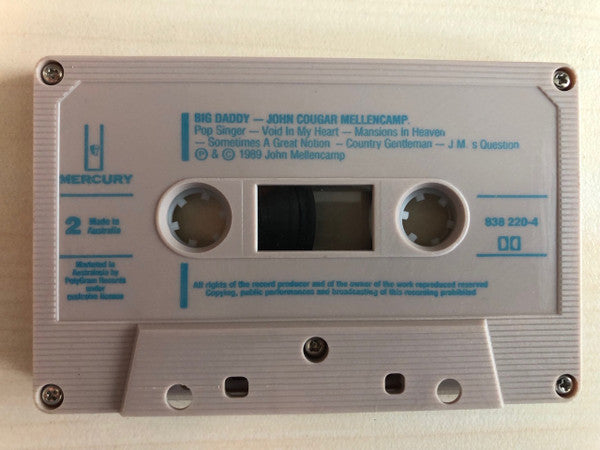 BIG DADDY — JOHN COUGAR MELLENCAMP.
Pop Singer — Void In My Heart — Mansions in Heaven
— Sometimes A Great Notion — Country Gentleman — J M. s Question
Ⓟ & © 1989 John Mellencamp
MERCURY
2 Made in
Australia
838 220-4
Marketed in
Australasia by
PolyGram Records
under
exclusive licence
All rights of the record producer and of the owner of the work reproduced reserved
Copying, public performances and broadcasting of this recording prohibited